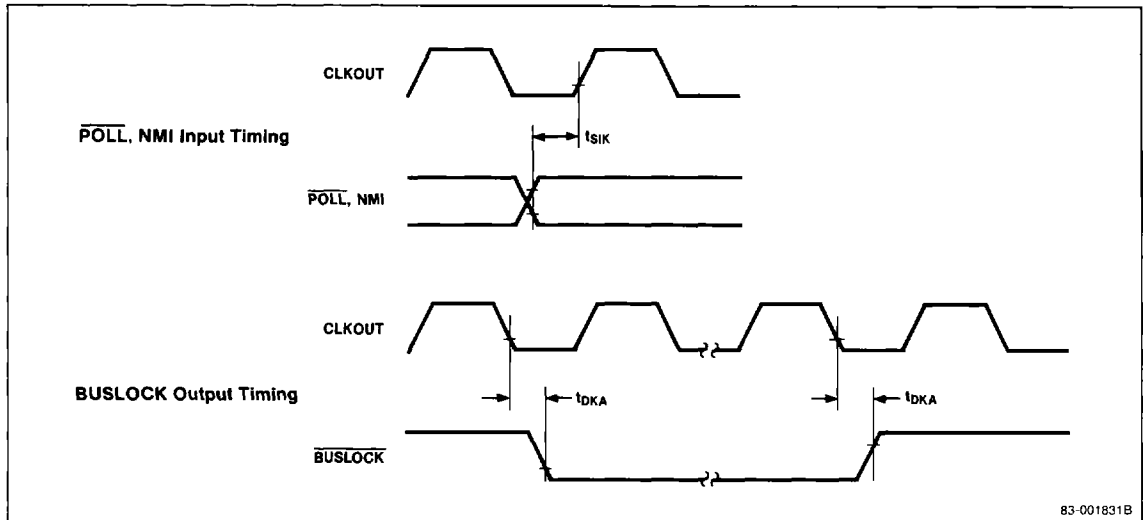 CLKOUT
POLL, NMI Input Timing
tSIK
POLL, NMI
CLKOUT
BUSLOCK Output Timing
tDKA
tDKA
BUSLOCK
83-001831B